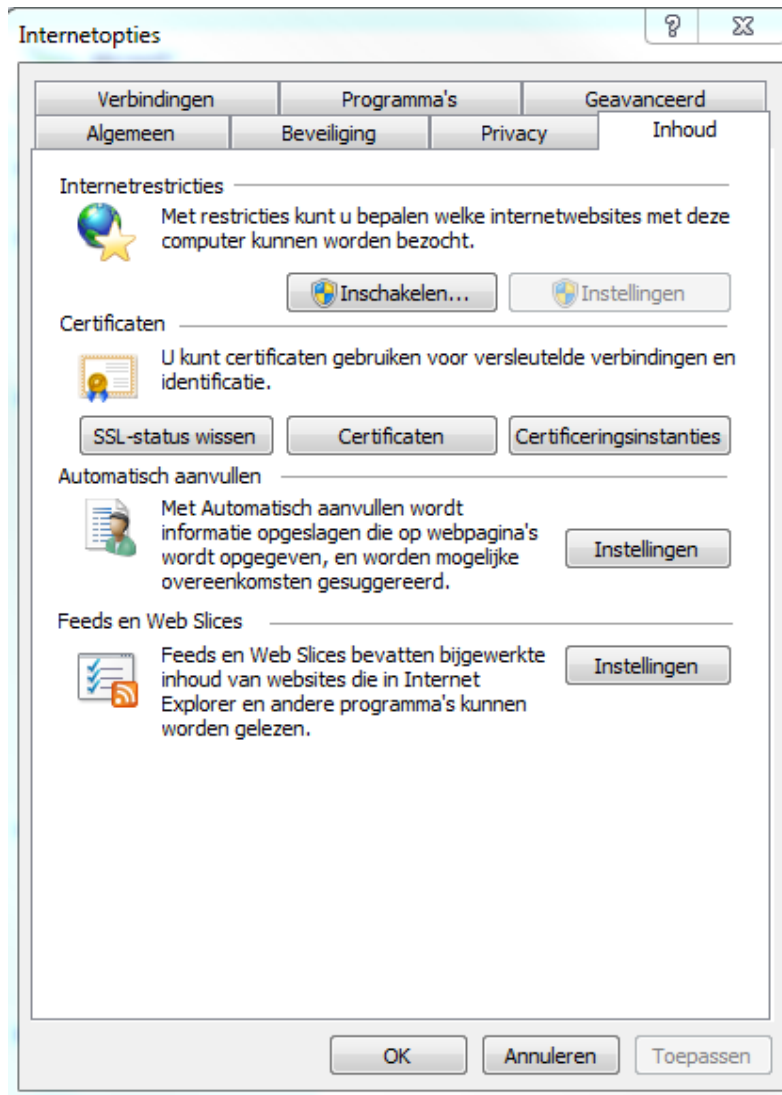 Internetopties
Verbindingen Programma's Geavanceerd
Algemeen Beveiliging Privacy Inhoud
Internetrestricties
Met restricties kunt u bepalen welke internetwebsites met deze
computer kunnen worden bezocht.
Inschakelen... Instellingen
Certificaten
U kunt certificaten gebruiken voor versleutelde verbindingen en
identificatie.
SSL-status wissen Certificaten Certificeringsinstanties
Automatisch aanvullen
Met Automatisch aanvullen wordt
informatie opgeslagen die op webpagina's
wordt opgegeven, en worden mogelijke
overeenkomsten gesuggereerd.
Instellingen
Feeds en Web Slices
Feeds en Web Slices bevatten bijgewerkte
inhoud van websites die in Internet
Explorer en andere programma's kunnen
worden gelezen.
Instellingen
OK Annuleren Toepassen